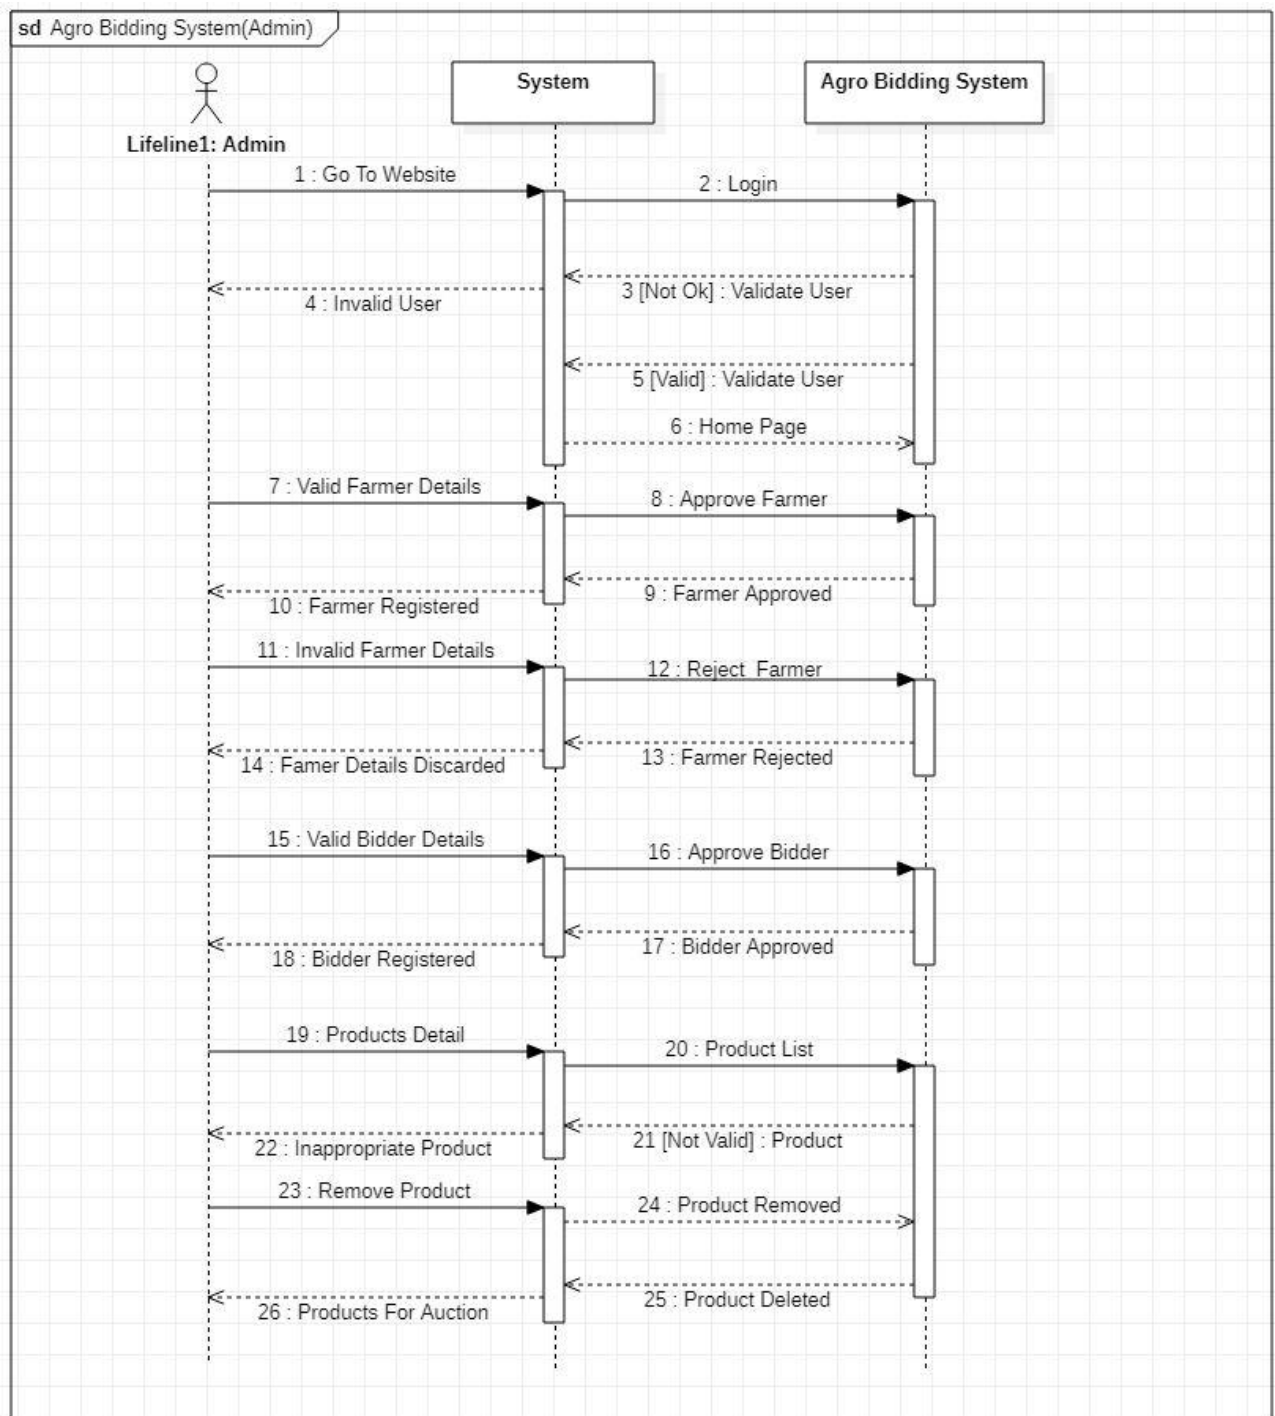 sd Agro Bidding System(Admin)
System
Agro Bidding System
Lifeline1: Admin
1 : Go To Website
2 : Login
3 [Not Ok] : Validate User
4 : Invalid User
5 [Valid] : Validate User
6 : Home Page
7 : Valid Farmer Details
8 : Approve Farmer
9 : Farmer Approved
10 : Farmer Registered
11 : Invalid Farmer Details
12 : Reject  Farmer
13 : Farmer Rejected
14 : Famer Details Discarded
15 : Valid Bidder Details
16 : Approve Bidder
17 : Bidder Approved
18 : Bidder Registered
19 : Products Detail
20 : Product List
21 [Not Valid] : Product
22 : Inappropriate Product
23 : Remove Product
24 : Product Removed
25 : Product Deleted
26 : Products For Auction